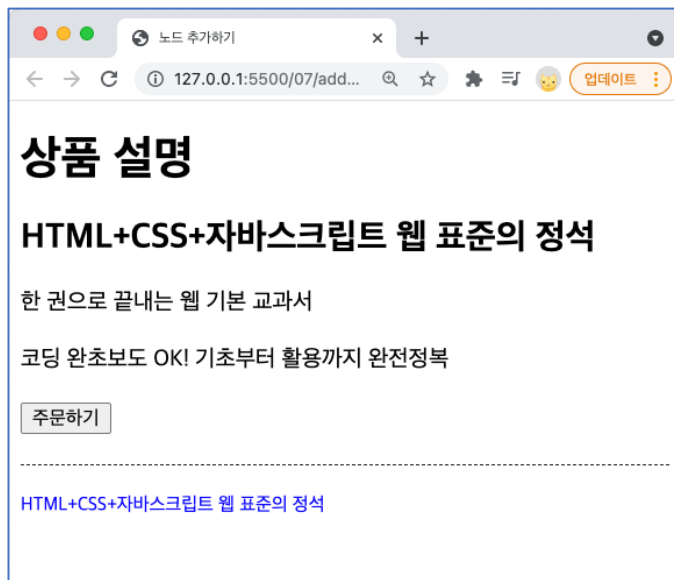 노드 추가하기
127.0.0.1:5500/07/add...
업데이트
상품 설명
HTML+CSS+자바스크립트 웹 표준의 정석
한 권으로 끝내는 웹 기본 교과서
코딩 완초보도 OK! 기초부터 활용까지 완전정복
주문하기
HTML+CSS+자바스크립트 웹 표준의 정석